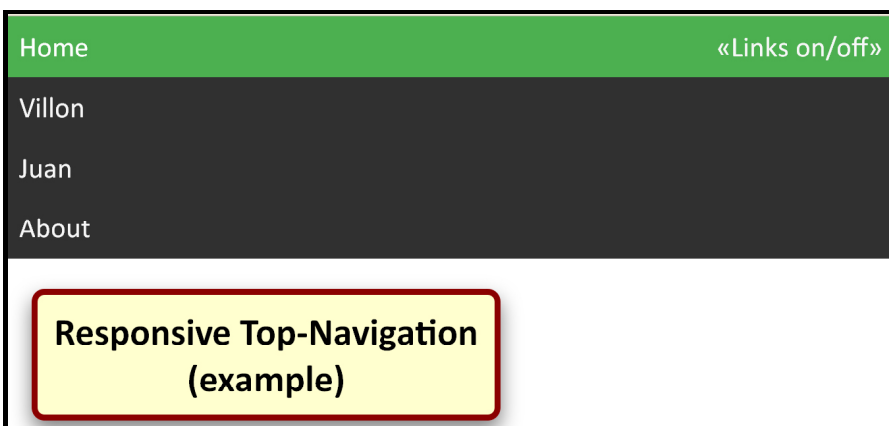 Home «Links on/off»
Villon
Juan
About
Responsive Top-Navigation
(example)